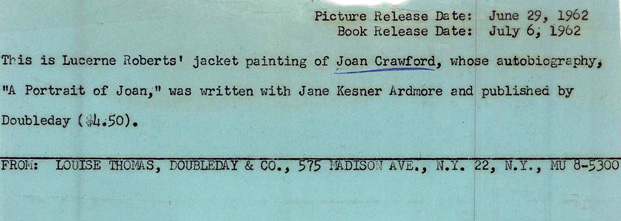 Picture Release Date: June 29, 1962
Book Release Date: July 6, 1962
This is Lucerne Roberts' jacket painting of Joan Crawford, whose autobiography,
"A Portrait of Joan," was written with Jane Kesner Ardmore and published by
Doubleday ($4.50).
FROM: LOUISE THOMAS, DOUBLEDAY & CO., 575 MADISON AVE., N.Y. 22, N.Y., MU 8-5300